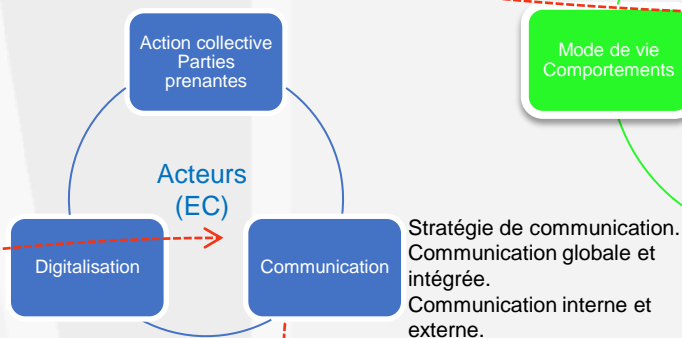 Action collective
Parties
prenantes
Mode de vie
Comportements
Acteurs
(EC)
Digitalisation
Communication
Stratégie de communication.
Communication globale et
intégrée.
Communication interne et
externe.